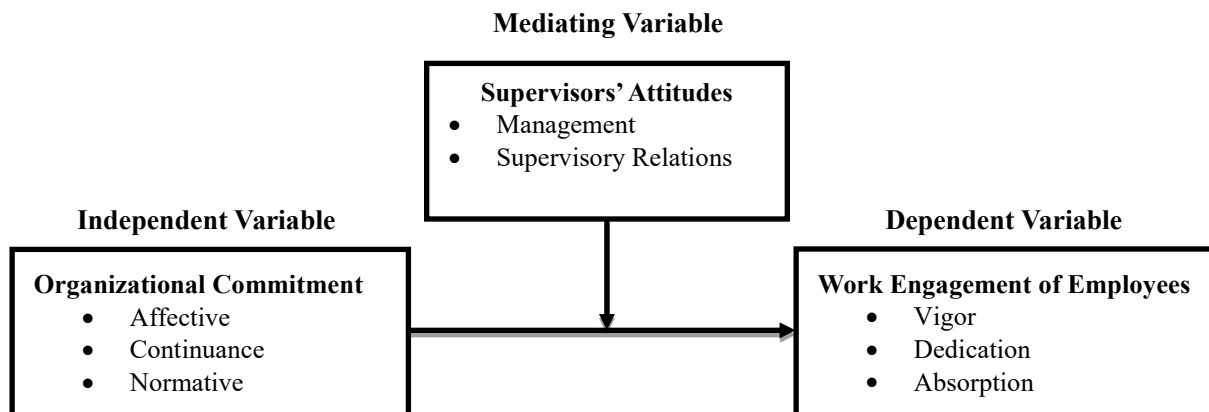 Mediating Variable
Supervisors' Attitudes
• Management
• Supervisory Relations
Independent Variable
Organizational Commitment
• Affective
• Continuance
• Normative
Dependent Variable
Work Engagement of Employees
• Vigor
• Dedication
• Absorption